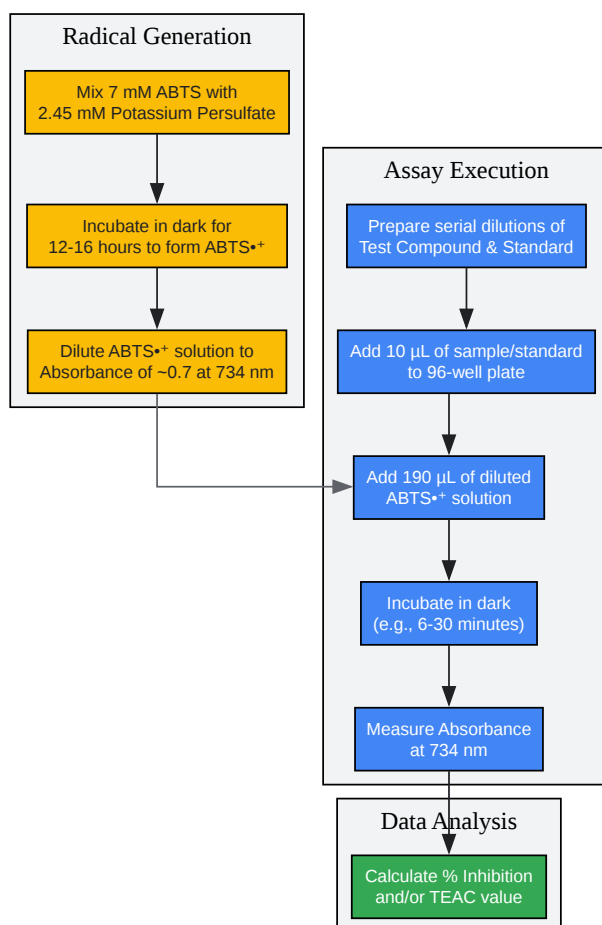 Radical Generation
Mix 7 mM ABTS with
2.45 mM Potassium Persulfate
Incubate in dark for
12-16 hours to form ABTS•⁺
Dilute ABTS•⁺ solution to
Absorbance of ~0.7 at 734 nm
Assay Execution
Prepare serial dilutions of
Test Compound & Standard
Add 10 µL of sample/standard
to 96-well plate
Add 190 µL of diluted
ABTS•⁺ solution
Incubate in dark
(e.g., 6-30 minutes)
Measure Absorbance
at 734 nm
Data Analysis
Calculate % Inhibition
and/or TEAC value